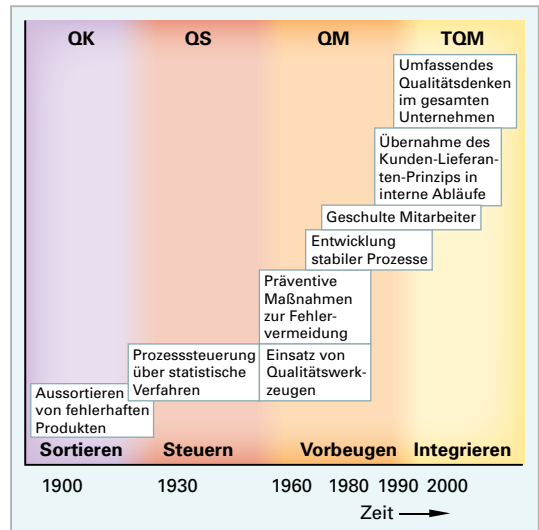 QK QS QM TQM
Umfassendes
Qualitätsdenken
im gesamten
Unternehmen
Übernahme des
Kunden-Lieferan-
ten-Prinzips in
interne Abläufe
Geschulte Mitarbeiter
Entwicklung
stabiler Prozesse
Präventive
Maßnahmen
zur Fehler-
vermeidung
Prozesssteuerung
über statistische
Verfahren
Einsatz von
Qualitätswerk-
zeugen
Aussortieren
von fehlerhaften
Produkten
Sortieren Steuern Vorbeugen Integrieren
1900 1930 1960 1980 1990 2000
Zeit